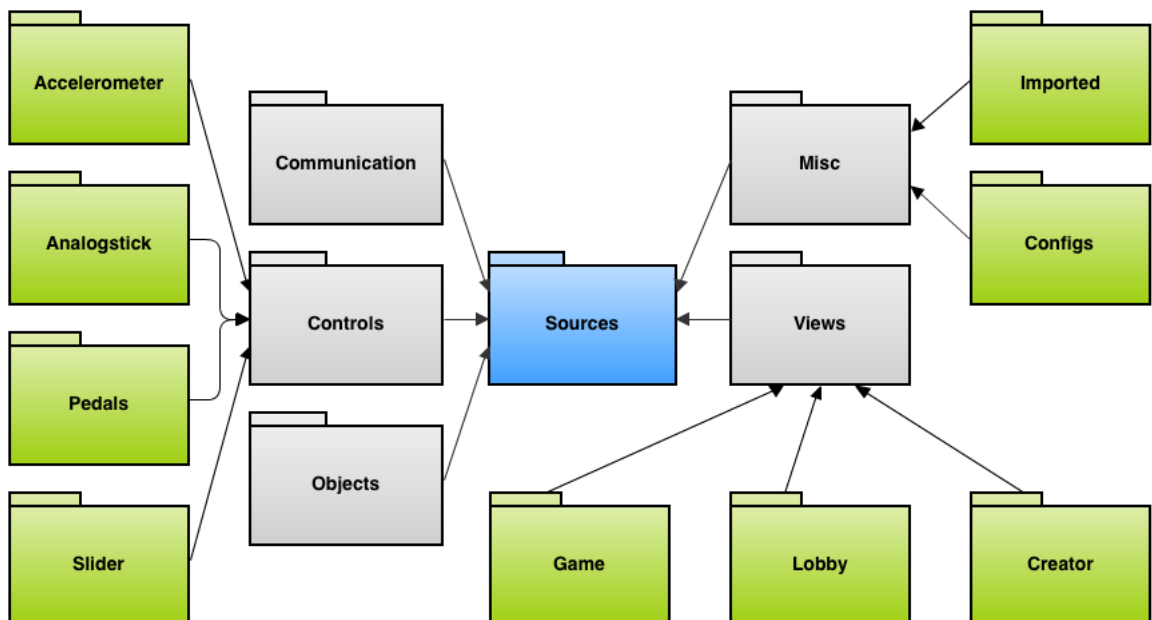 Accelerometer
Imported
Communication
Misc
Analogstick
Configs
Controls
Sources
Views
Pedals
Objects
Slider
Game
Lobby
Creator